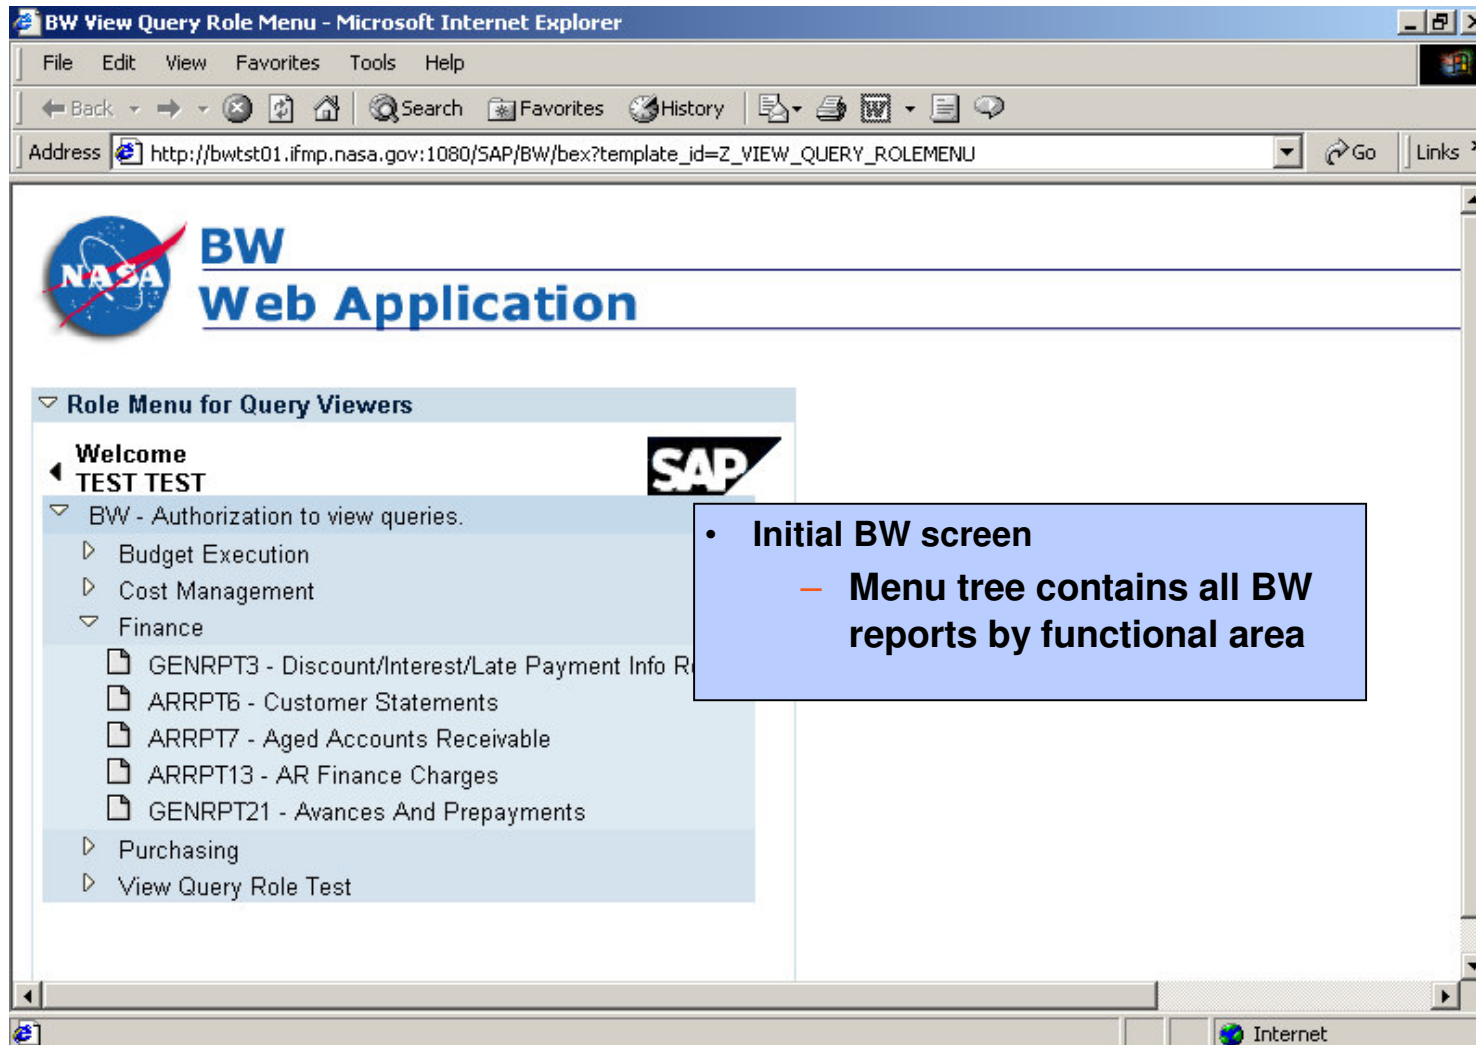 BW View Query Role Menu - Microsoft Internet Explorer
File Edit View Favorites Tools Help
Back Search Favorites History
Address http://bwtst01.ifmp.nasa.gov:1080/SAP/BW/bex?template_id=Z_VIEW_QUERY_ROLEMENU Go Links
NASA
BW
Web Application
Role Menu for Query Viewers
Welcome
TEST TEST
SAP
BW - Authorization to view queries.
Budget Execution
Cost Management
Finance
GENRPT3 - Discount/Interest/Late Payment Info R
ARRPT6 - Customer Statements
ARRPT7 - Aged Accounts Receivable
ARRPT13 - AR Finance Charges
GENRPT21 - Avances And Prepayments
Purchasing
View Query Role Test
• Initial BW screen
– Menu tree contains all BW
reports by functional area
Internet